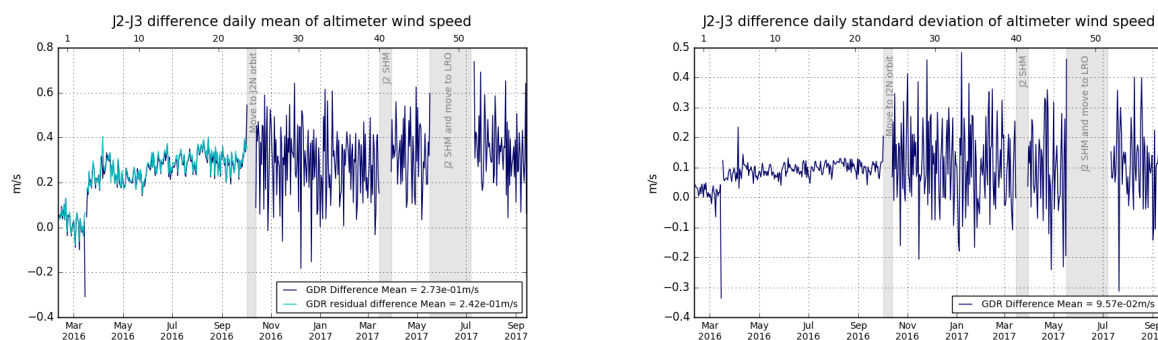 J2-J3 difference daily mean of altimeter wind speed
1 10 20 30 40 50
0.8
0.6
0.4
0.2
0.0
−0.2
−0.4
m/s
Move to J2N orbit
J2 SHM
J2 SHM and move to LRO
GDR Difference Mean = 2.73e-01m/s
GDR residual difference Mean = 2.42e-01m/s
Mar May Jul Sep Nov Jan Mar May Jul Sep
2016 2016 2016 2016 2016 2017 2017 2017 2017 2017
J2-J3 difference daily standard deviation of altimeter wind speed
1 10 20 30 40 50
0.5
0.4
0.3
0.2
0.1
0.0
−0.1
−0.2
−0.3
−0.4
m/s
Move to J2N orbit
J2 SHM
J2 SHM and move to LRO
GDR Difference Mean = 9.57e-02m/s
Mar May Jul Sep Nov Jan Mar May Jul
2016 2016 2016 2016 2016 2017 2017 2017 2017